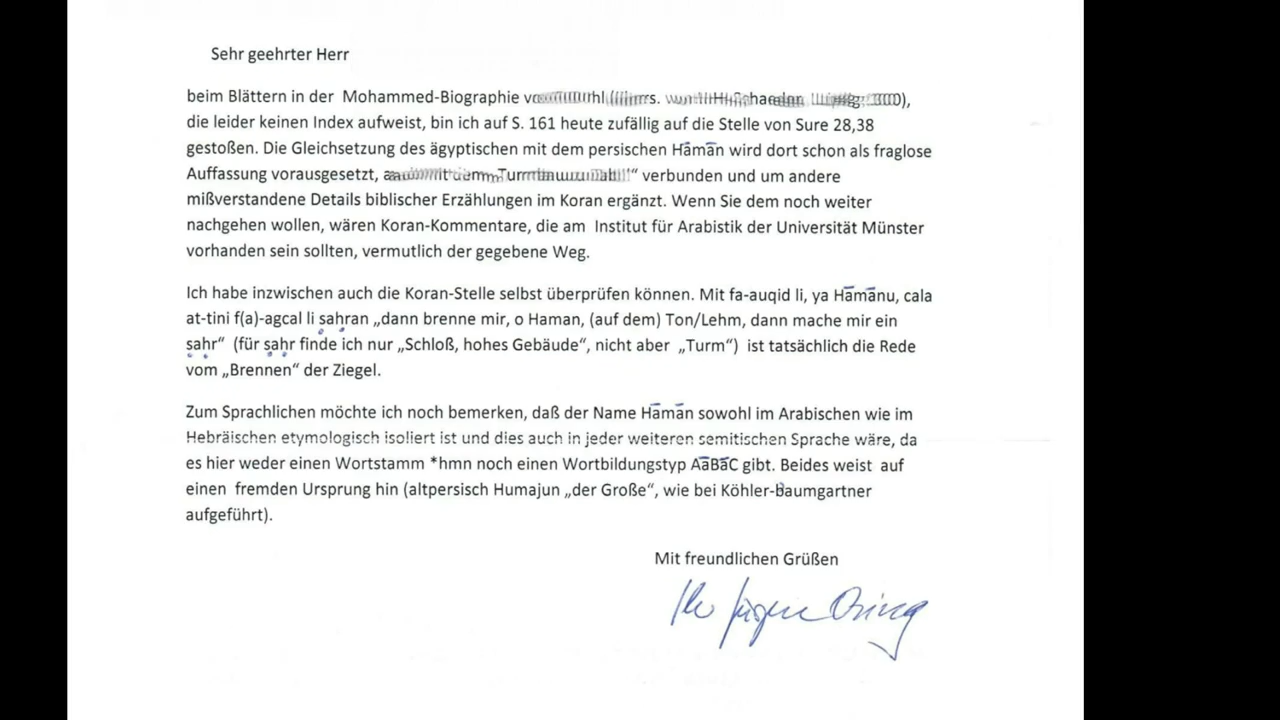 Sehr geehrter Herr
beim Blättern in der Mohammed-Biographie
die leider keinen Index aufweist, bin ich auf S. 161 heute zufällig auf die Stelle von Sure 28,38
gestoßen. Die Gleichsetzung des ägyptischen mit dem persischen Hāmān wird dort schon als fraglose
Auffassung vorausgesetzt, verbunden und um andere
mißverstandene Details biblischer Erzählungen im Koran ergänzt. Wenn Sie dem noch weiter
nachgehen wollen, wären Koran-Kommentare, die am Institut für Arabistik der Universität Münster
vorhanden sein sollten, vermutlich der gegebene Weg.
Ich habe inzwischen auch die Koran-Stelle selbst überprüfen können. Mit fa-auqid li, ya Hāmānu, cala
at-tini f(a)-agcal li ṣaḥran „dann brenne mir, o Haman, (auf dem) Ton/Lehm, dann mache mir ein
ṣaḥr“ (für ṣaḥr finde ich nur „Schloß, hohes Gebäude“, nicht aber „Turm“) ist tatsächlich die Rede
vom „Brennen“ der Ziegel.
Zum Sprachlichen möchte ich noch bemerken, daß der Name Hāmān sowohl im Arabischen wie im
Hebräischen etymologisch isoliert ist und dies auch in jeder weiteren semitischen Sprache wäre, da
es hier weder einen Wortstamm *hmn noch einen Wortbildungstyp AāBāC gibt. Beides weist auf
einen fremden Ursprung hin (altpersisch Humajun „der Große“, wie bei Köhler-Baumgartner
aufgeführt).
Mit freundlichen Grüßen
Ihr Jürgen